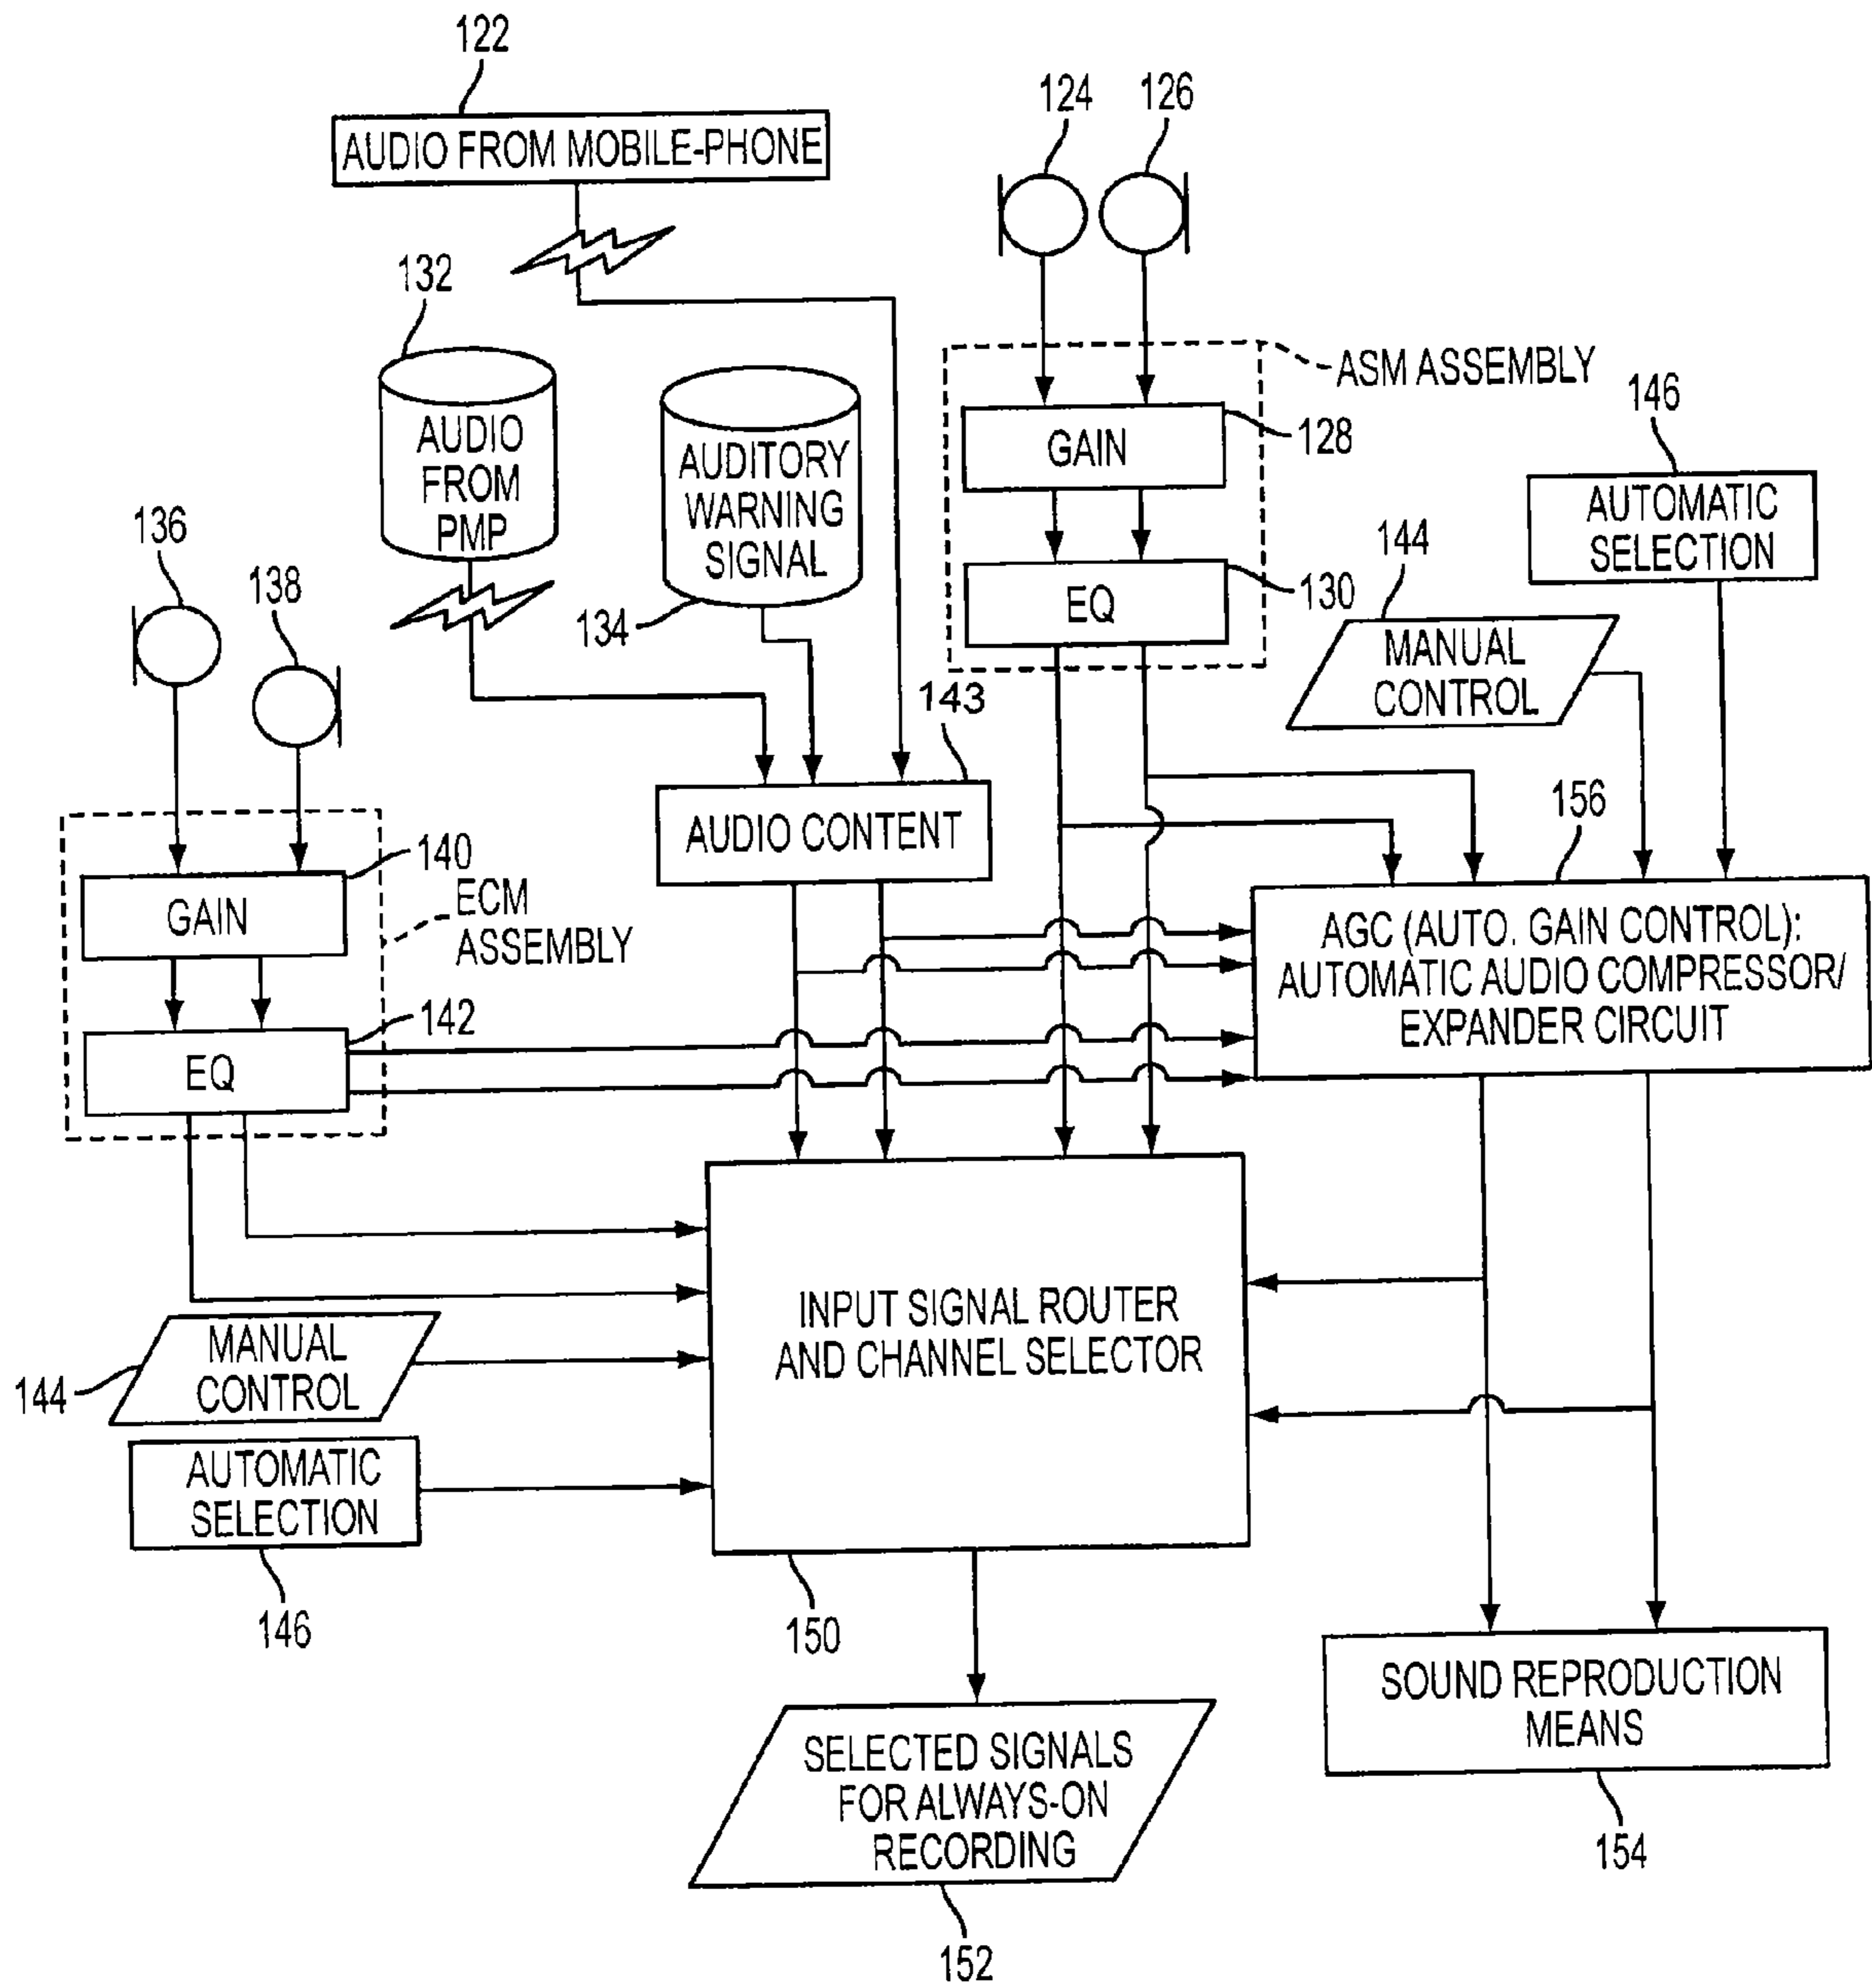 122
AUDIO FROM MOBILE-PHONE
124
126
132
AUDIO
FROM
PMP
AUDITORY
WARNING
SIGNAL
134
ASM ASSEMBLY
GAIN
128
EQ
130
146
AUTOMATIC
SELECTION
144
MANUAL
CONTROL
136
138
143
AUDIO CONTENT
156
AGC (AUTO. GAIN CONTROL):
AUTOMATIC AUDIO COMPRESSOR/
EXPANDER CIRCUIT
140
GAIN
ECM
ASSEMBLY
142
EQ
INPUT SIGNAL ROUTER
AND CHANNEL SELECTOR
MANUAL
CONTROL
144
AUTOMATIC
SELECTION
146
150
SOUND REPRODUCTION
MEANS
154
SELECTED SIGNALS
FOR ALWAYS-ON
RECORDING
152